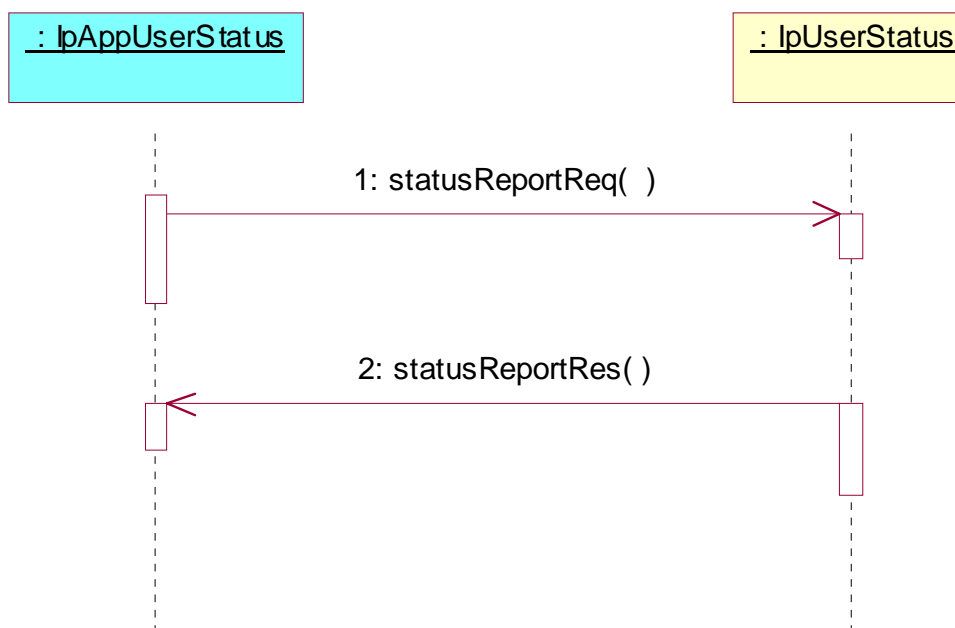 : IpAppUserStatus
: IpUserStatus
1: statusReportReq( )
2: statusReportRes( )